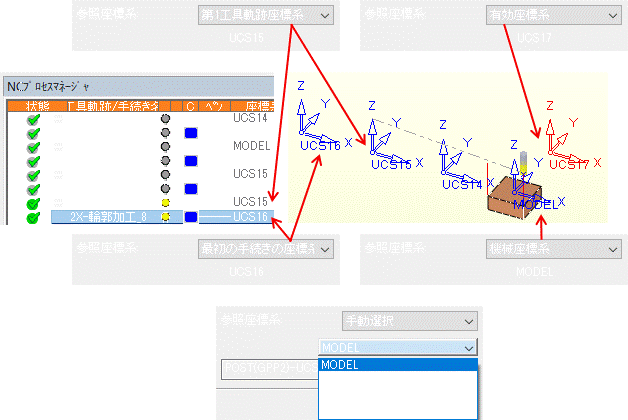 参照座標系 第1工具軌跡座標系
UCS15
参照座標系 有効座標系
UCS17
NCプロセスマネージャ
状態 工具軌跡/手続き名 C ペン 座標系
UCS14
MODEL
UCS15
UCS15
2X-輪郭加工_8 UCS16
Z
Y
X
UCS16
Z
Y
X
UCS15
Z
Y
X
UCS14
Z
Y
X
MODEL
Z
Y
X
UCS17
参照座標系 最初の手続きの座標系
UCS16
参照座標系 機械座標系
MODEL
参照座標系 手動選択
MODEL
MODEL
POST(GPP2)-UCS